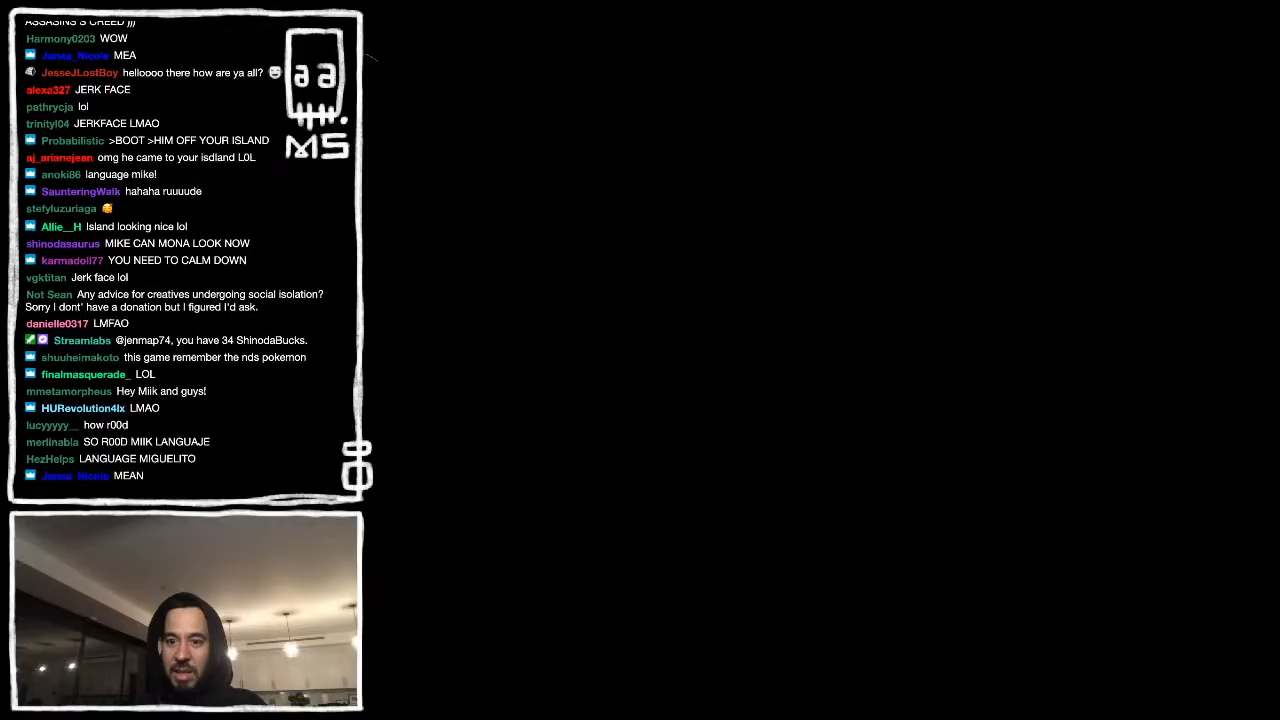 ASSASINS'S CREED )))
Harmony0203 WOW
Janea_Nicole MEA
JesseJLostBoy helloooo there how are ya all?
alexa327 JERK FACE
pathrycja lol
trinityl04 JERKFACE LMAO
Probabilistic >BOOT >HIM OFF YOUR ISLAND
aj_arianejean omg he came to your isdland L0L
anoki86 language mike!
SaunteringWalk hahaha ruuuude
stefyluzuriaga
Allie__H Island looking nice lol
shinodasaurus MIKE CAN MONA LOOK NOW
karmadoll77 YOU NEED TO CALM DOWN
vgktitan Jerk face lol
Not Sean Any advice for creatives undergoing social isolation?
Sorry I dont' have a donation but I figured I'd ask.
danielle0317 LMFAO
Streamlabs @jenmap74, you have 34 ShinodaBucks.
shuuheimakoto this game remember the nds pokemon
finalmasquerade_ LOL
mmetamorpheus Hey Miik and guys!
HURevolution4lx LMAO
lucyyyyy__ how r00d
merlinabla SO R00D MIIK LANGUAJE
HezHelps LANGUAGE MIGUELITO
Janea_Nicole MEAN
aa
MS